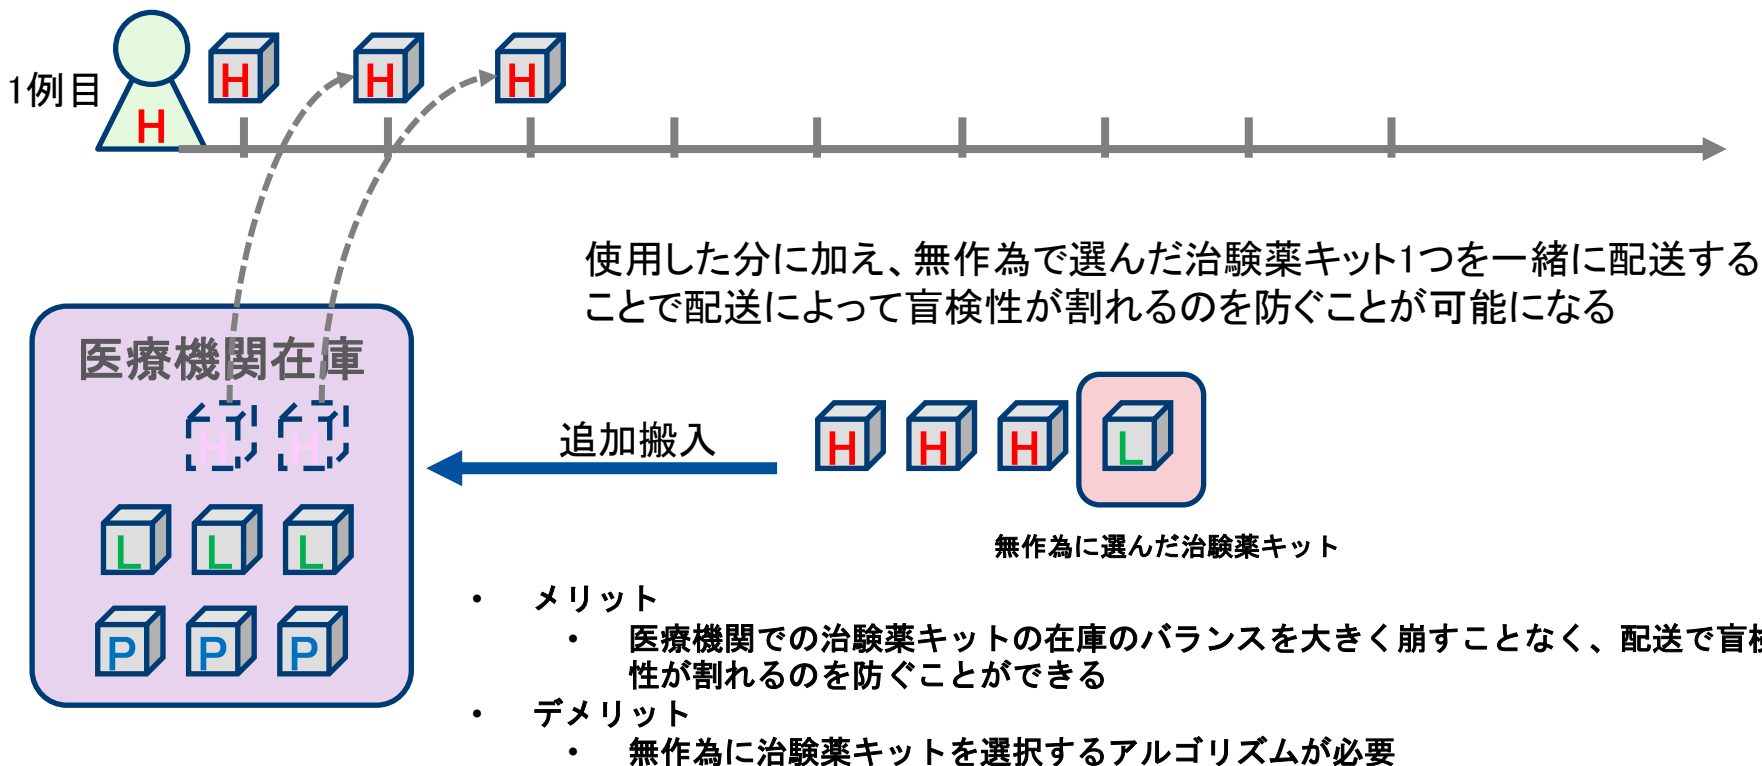 1例目
H
H
H
H
使用した分に加え、無作為で選んだ治験薬キット1つを一緒に配送する
ことで配送によって盲検性が割れるのを防ぐことが可能になる
医療機関在庫
H H
L L L
P P P
追加搬入
H H H L
無作為に選んだ治験薬キット
・ メリット
・ 医療機関での治験薬キットの在庫のバランスを大きく崩すことなく、配送で盲検
性が割れるのを防ぐことができる
・ デメリット
・ 無作為に治験薬キットを選択するアルゴリズムが必要